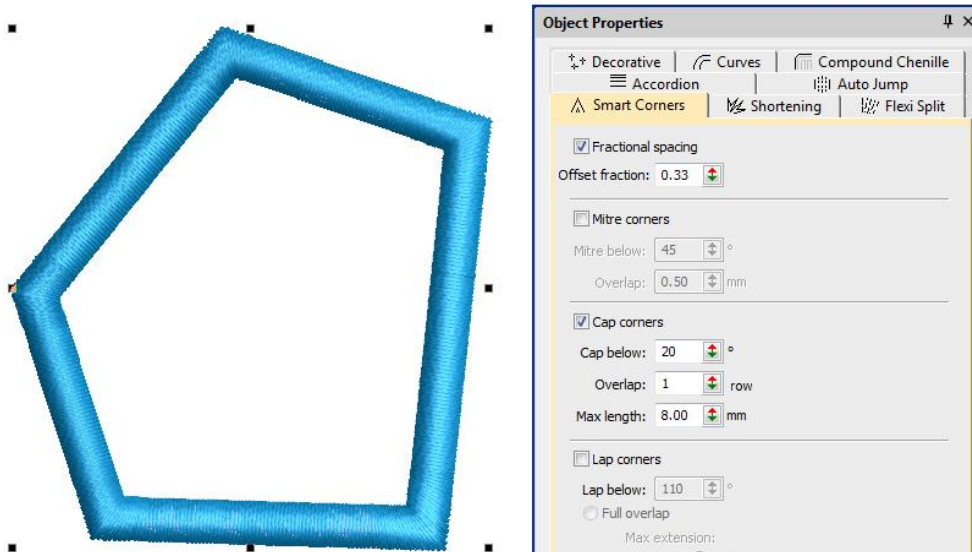 Object Properties
Decorative Curves Compound Chenille
Accordion Auto Jump
Smart Corners Shortening Flexi Split
Fractional spacing
Offset fraction: 0.33
Mitre corners
Mitre below: 45 °
Overlap: 0.50 mm
Cap corners
Cap below: 20 °
Overlap: 1 row
Max length: 8.00 mm
Lap corners
Lap below: 110 °
Full overlap
Max extension: